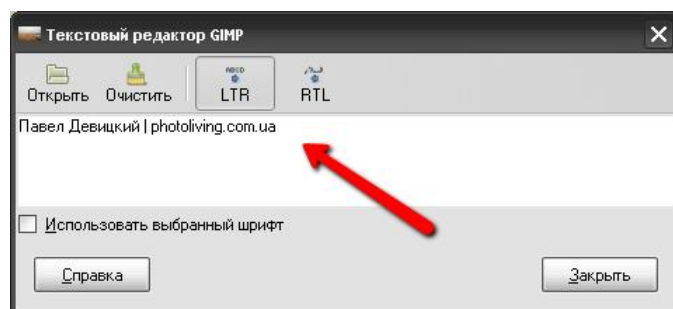 Текстовый редактор GIMP
Открыть Очистить LTR RTL
Павел Девицкий | photoliving.com.ua
Использовать выбранный шрифт
Справка Закрыть